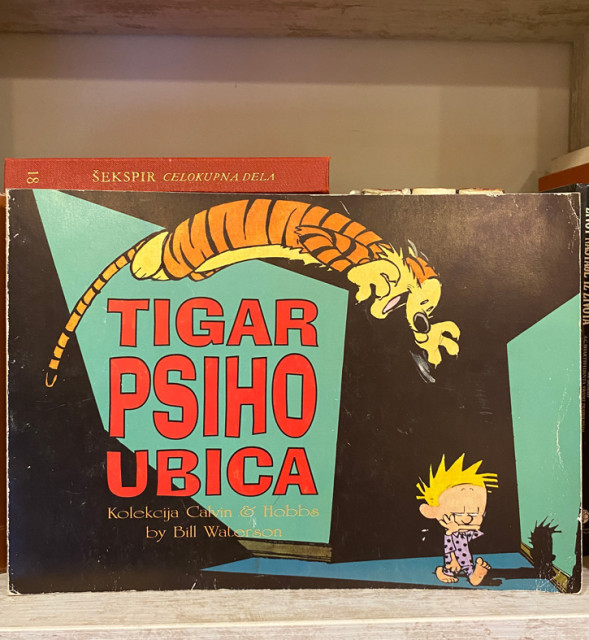 18 ŠEKSPIR CELOKUPNA DELA
TIGAR
PSIHO
UBICA
Kolekcija Calvin & Hobbs
by Bill Waterson